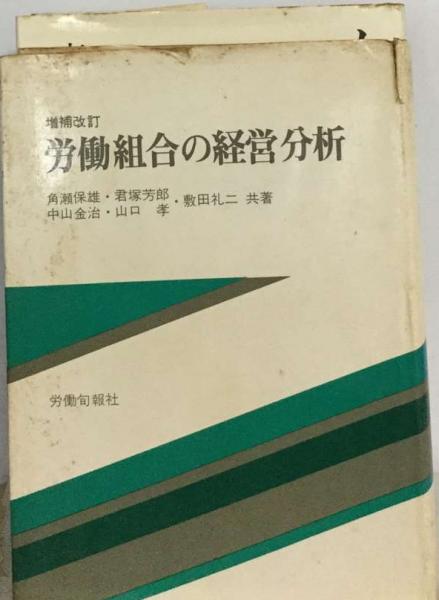 増補改訂
労働組合の経営分析
角瀬保雄・君塚芳郎
中山金治・山口 孝・敷田礼二 共著
労働旬報社